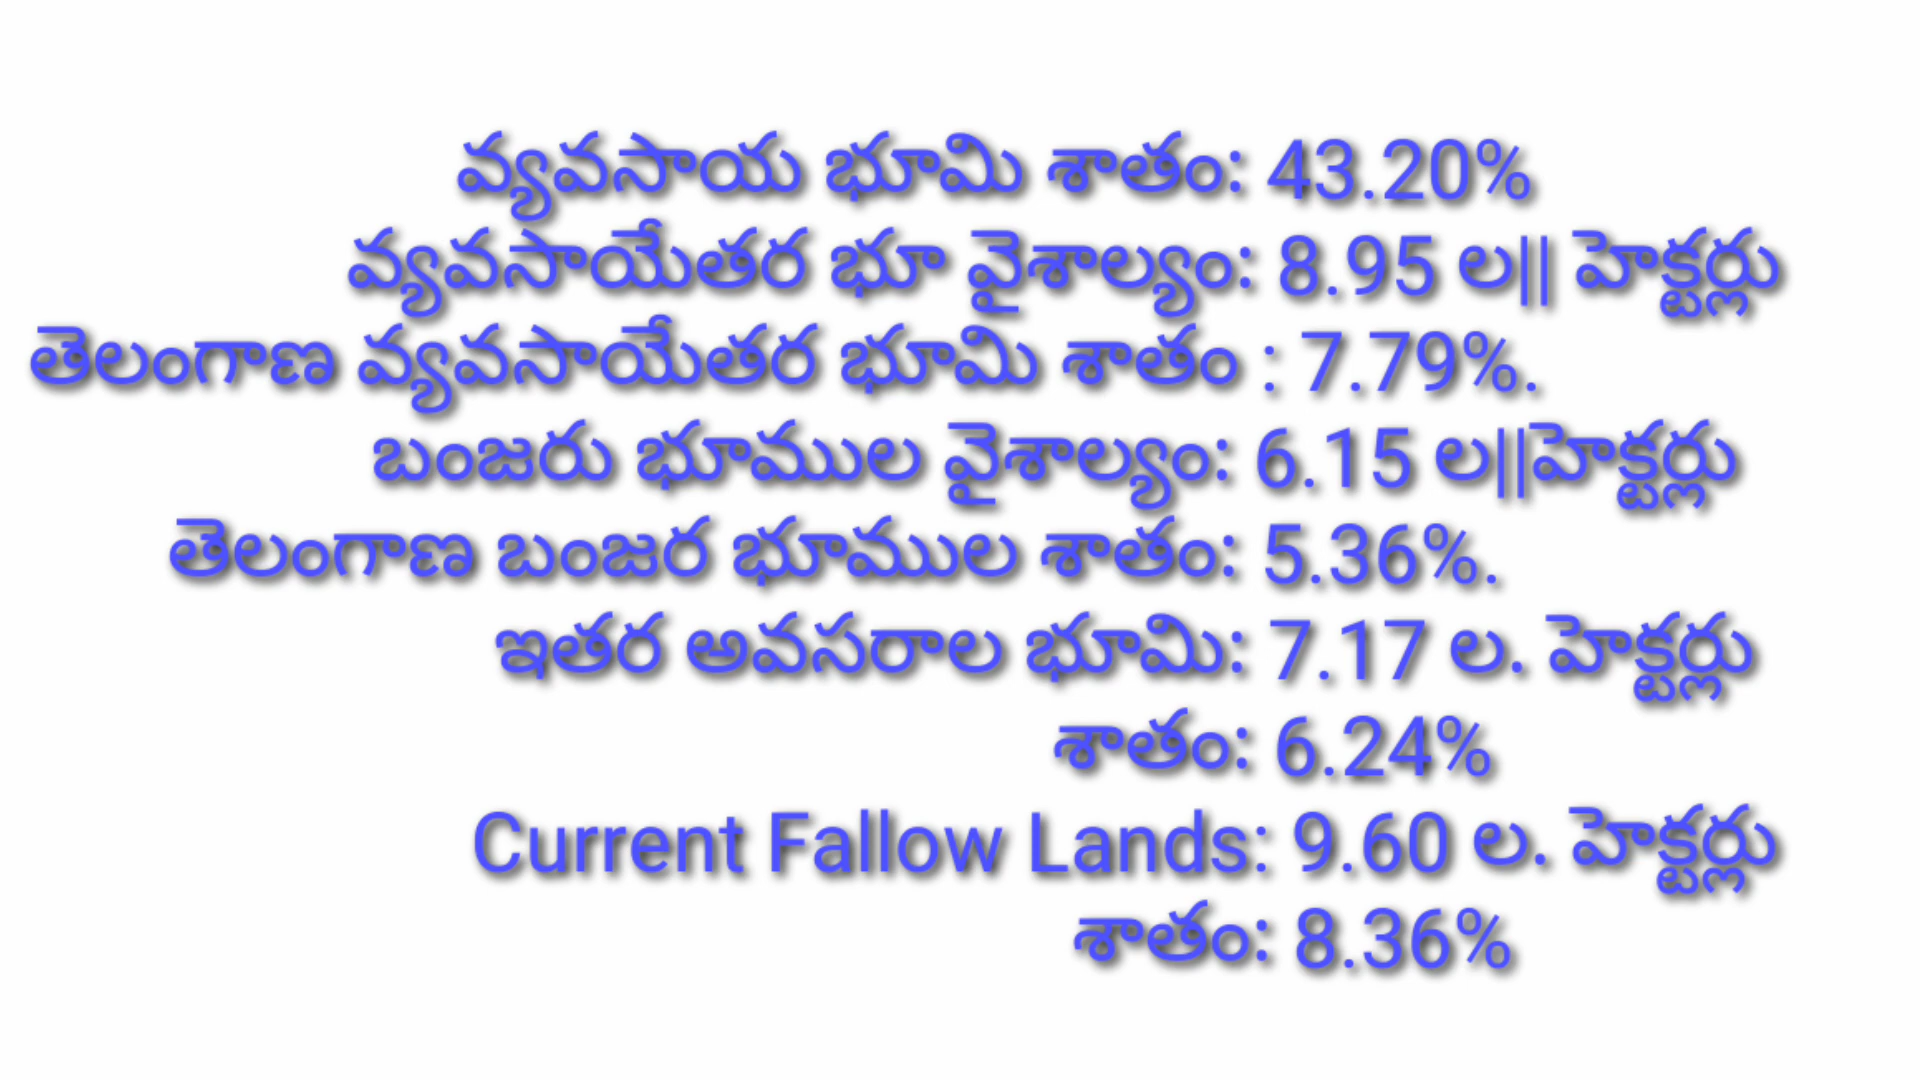 వ్యవసాయ భూమి శాతం: 43.20%
వ్యవసాయేతర భూ వైశాల్యం: 8.95 ల|| హెక్టర్లు
తెలంగాణ వ్యవసాయేతర భూమి శాతం : 7.79%.
బంజరు భూముల వైశాల్యం: 6.15 ల||హెక్టర్లు
తెలంగాణ బంజర భూముల శాతం: 5.36%.
ఇతర అవసరాల భూమి: 7.17 ల. హెక్టర్లు
శాతం: 6.24%
Current Fallow Lands: 9.60 ల. హెక్టర్లు
శాతం: 8.36%